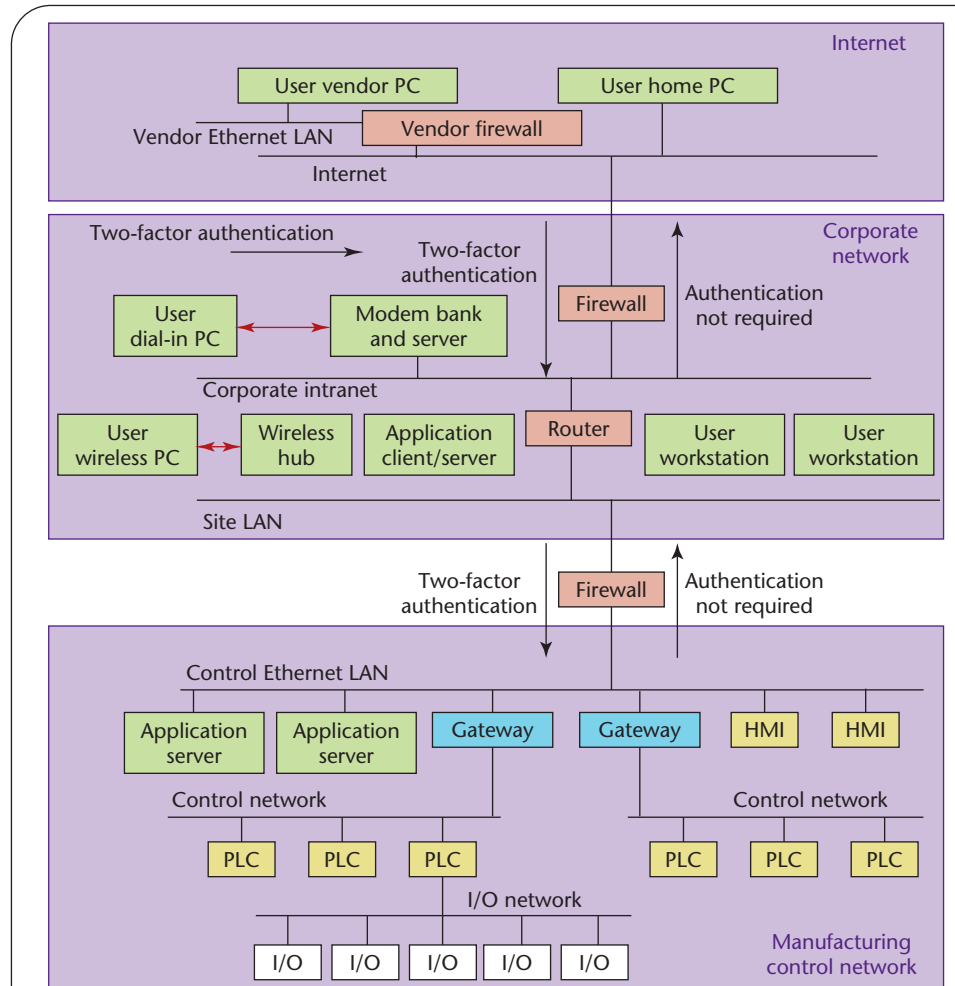 Internet
User vendor PC
User home PC
Vendor firewall
Vendor Ethernet LAN
Internet
Corporate
network
Two-factor authentication
Two-factor
authentication
Firewall
Authentication
not required
User
dial-in PC
Modem bank
and server
Corporate intranet
User
wireless PC
Wireless
hub
Application
client/server
Router
User
workstation
User
workstation
Site LAN
Two-factor
authentication
Firewall
Authentication
not required
Control Ethernet LAN
Application
server
Application
server
Gateway
Gateway
HMI
HMI
Control network
Control network
PLC
PLC
PLC
PLC
PLC
PLC
I/O network
I/O
I/O
I/O
I/O
I/O
Manufacturing
control network